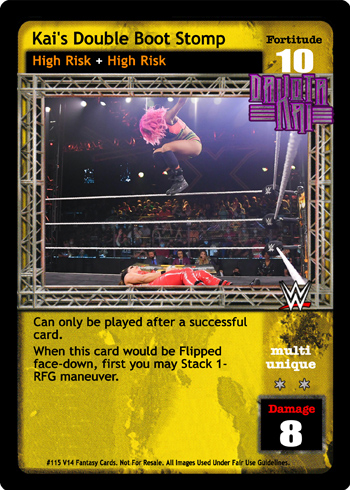 Kai's Double Boot Stomp
Fortitude
High Risk + High Risk
10
DAKOTA
KAI
Can only be played after a successful
card.
When this card would be Flipped
face-down, first you may Stack 1-
RFG maneuver.
multi
unique
Damage
8
#115 V14 Fantasy Cards. Not For Resale. All Images Used Under Fair Use Guidelines.